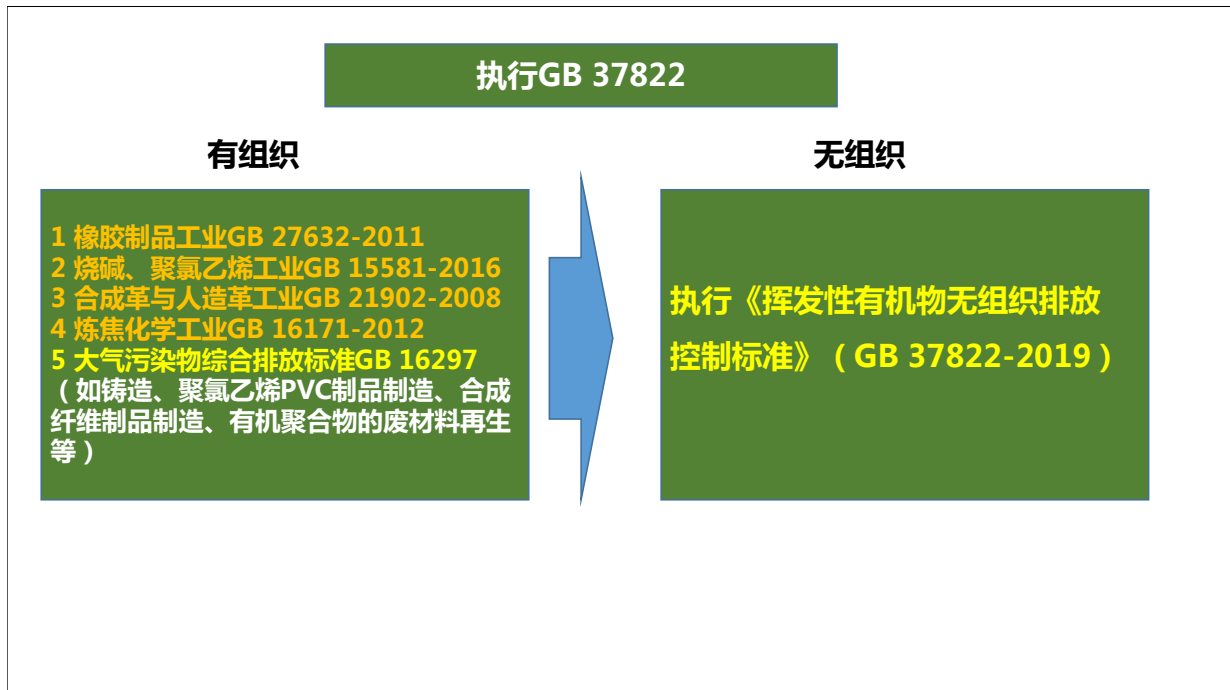 执行GB 37822
有组织
无组织
1 橡胶制品工业GB 27632-2011
2 烧碱、聚氯乙烯工业GB 15581-2016
3 合成革与人造革工业GB 21902-2008
4 炼焦化学工业GB 16171-2012
5 大气污染物综合排放标准GB 16297
（如铸造、聚氯乙烯PVC制品制造、合成
纤维制品制造、有机聚合物的废材料再生
等）
执行《挥发性有机物无组织排放
控制标准》（GB 37822-2019）